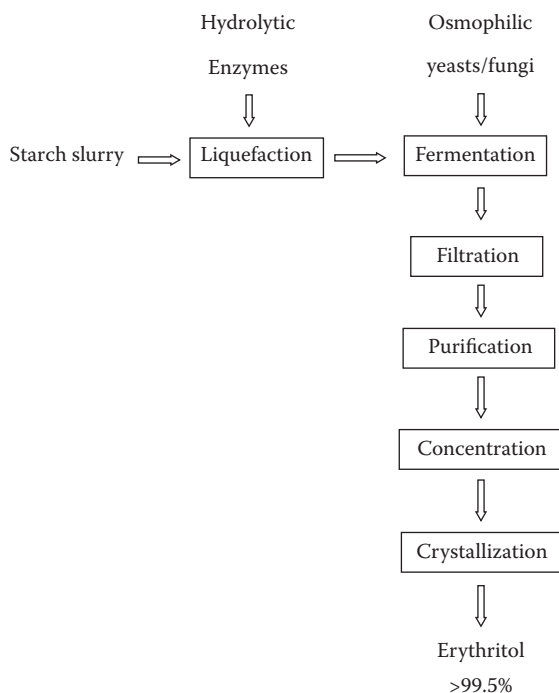 Hydrolytic
Enzymes
Osmophilic
yeasts/fungi
Starch slurry
Liquefaction
Fermentation
Filtration
Purification
Concentration
Crystallization
Erythritol
>99.5%